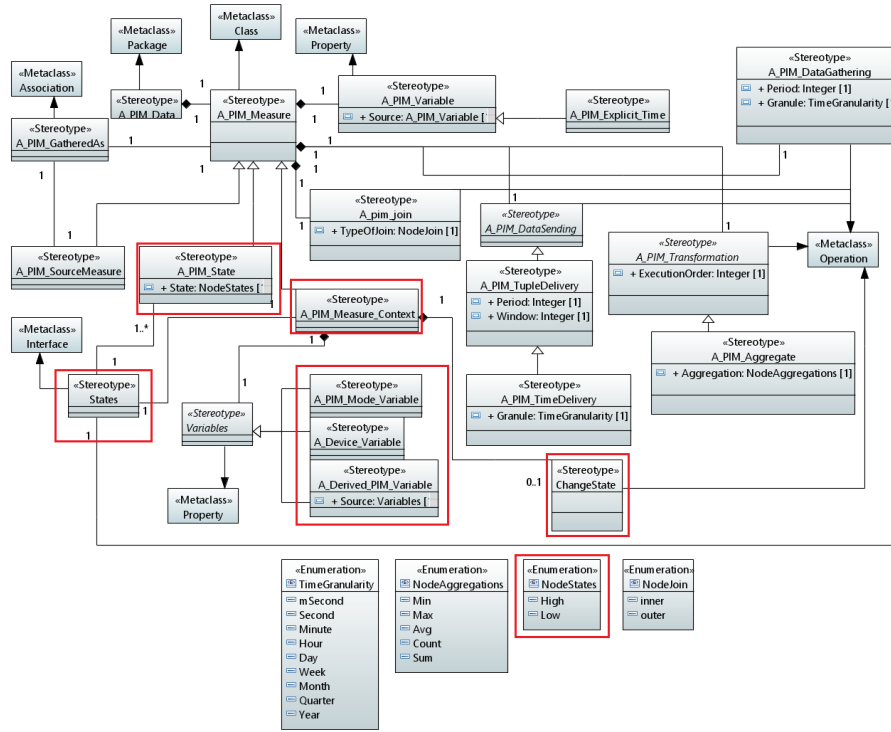 «Metaclass»
Class
«Metaclass»
Package
«Metaclass»
Property
«Metaclass»
Association
«Stereotype»
A_PIM_DataGathering
+ Period: Integer [1]
+ Granule: TimeGranularity [1]
«Stereotype»
A_PIM_Data
1
1
«Stereotype»
A_PIM_Measure
1
1
«Stereotype»
A_PIM_Variable
+ Source: A_PIM_Variable [
«Stereotype»
A_PIM_Explicit_Time
«Stereotype»
A_PIM_GatheredAs
1
1
1
1
1
1
1
1
1
1
1
1
«Stereotype»
A_PIM_SourceMeasure
«Stereotype»
A_PIM_State
+ State: NodeStates [
1
«Stereotype»
A_pim_join
+ TypeOfJoin: NodeJoin [1]
«Stereotype»
A_PIM_DataSending
«Stereotype»
A_PIM_Transformation
+ ExecutionOrder: Integer [1]
«Metaclass»
Operation
«Stereotype»
A_PIM_TupleDelivery
+ Period: Integer [1]
+ Window: Integer [1]
«Stereotype»
A_PIM_Measure_Context
1
1
1..*
1
«Metaclass»
Interface
«Stereotype»
States
1
1
1
«Stereotype»
A_PIM_Aggregate
+ Aggregation: NodeAggregations [1]
«Stereotype»
A_PIM_TimeDelivery
+ Granule: TimeGranularity [1]
«Stereotype»
Variables
«Stereotype»
A_PIM_Mode_Variable
«Stereotype»
A_Device_Variable
«Stereotype»
A_Derived_PIM_Variable
+ Source: Variables [
«Metaclass»
Property
0..1
«Stereotype»
ChangeState
«Enumeration»
TimeGranularity
mSecond
Second
Minute
Hour
Day
Week
Month
Quarter
Year
«Enumeration»
NodeAggregations
Min
Max
Avg
Count
Sum
«Enumeration»
NodeStates
High
Low
«Enumeration»
NodeJoin
inner
outer